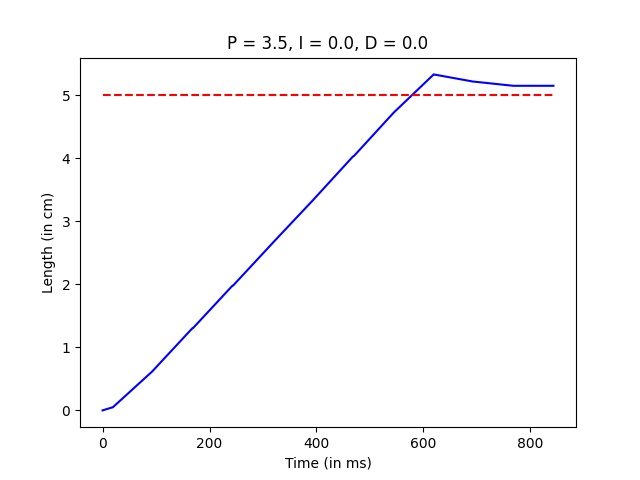 P = 3.5, I = 0.0, D = 0.0
5
4
3
2
1
0
Length (in cm)
0 200 400 600 800
Time (in ms)